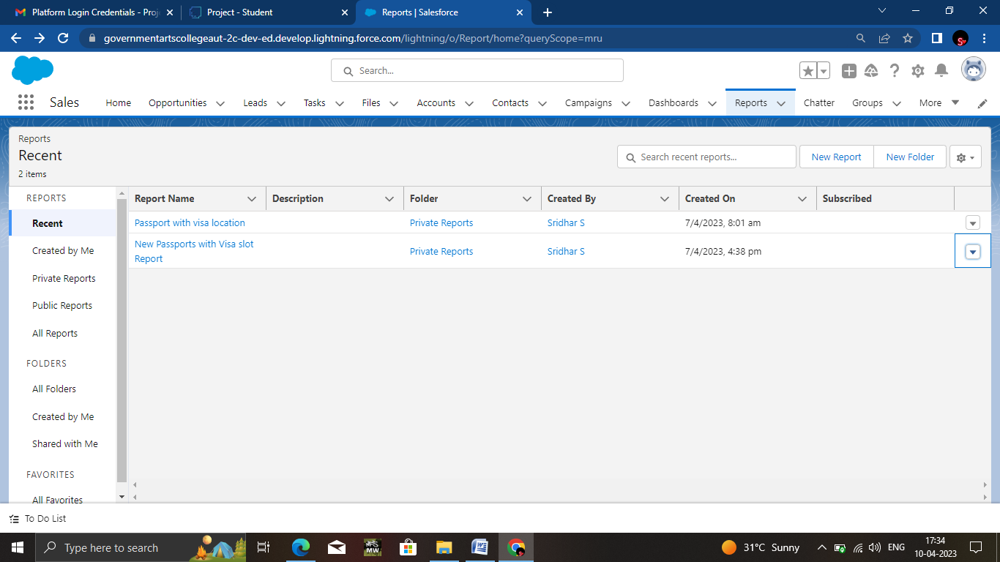 Platform Login Credentials - Proj
Project - Student
Reports | Salesforce
governmentartscollegeaut-2c-dev-ed.develop.lightning.force.com/lightning/o/Report/home?queryScope=mru
Search...
Sales
Home
Opportunities
Leads
Tasks
Files
Accounts
Contacts
Campaigns
Dashboards
Reports
Chatter
Groups
More
Reports
Recent
2 items
Search recent reports...
New Report
New Folder
REPORTS
Recent
Created by Me
Private Reports
Public Reports
All Reports
FOLDERS
All Folders
Created by Me
Shared with Me
FAVORITES
All Favorites
Report Name Description Folder Created By Created On Subscribed
Passport with visa location Private Reports Sridhar S 7/4/2023, 8:01 am
New Passports with Visa slot
Report
Private Reports Sridhar S 7/4/2023, 4:38 pm
To Do List
Type here to search
MW
31°C Sunny
ENG
17:34
10-04-2023